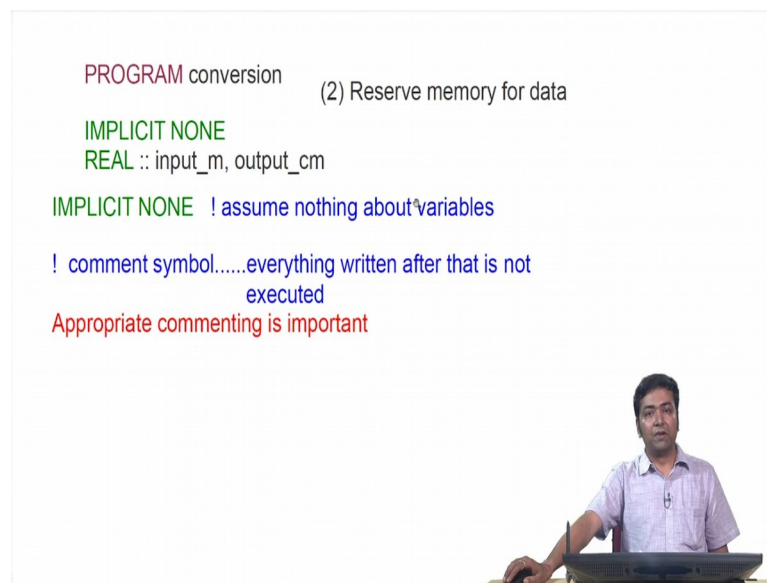 PROGRAM conversion
(2) Reserve memory for data
IMPLICIT NONE
REAL :: input_m, output_cm
IMPLICIT NONE ! assume nothing about variables
! comment symbol......everything written after that is not
executed
Appropriate commenting is important